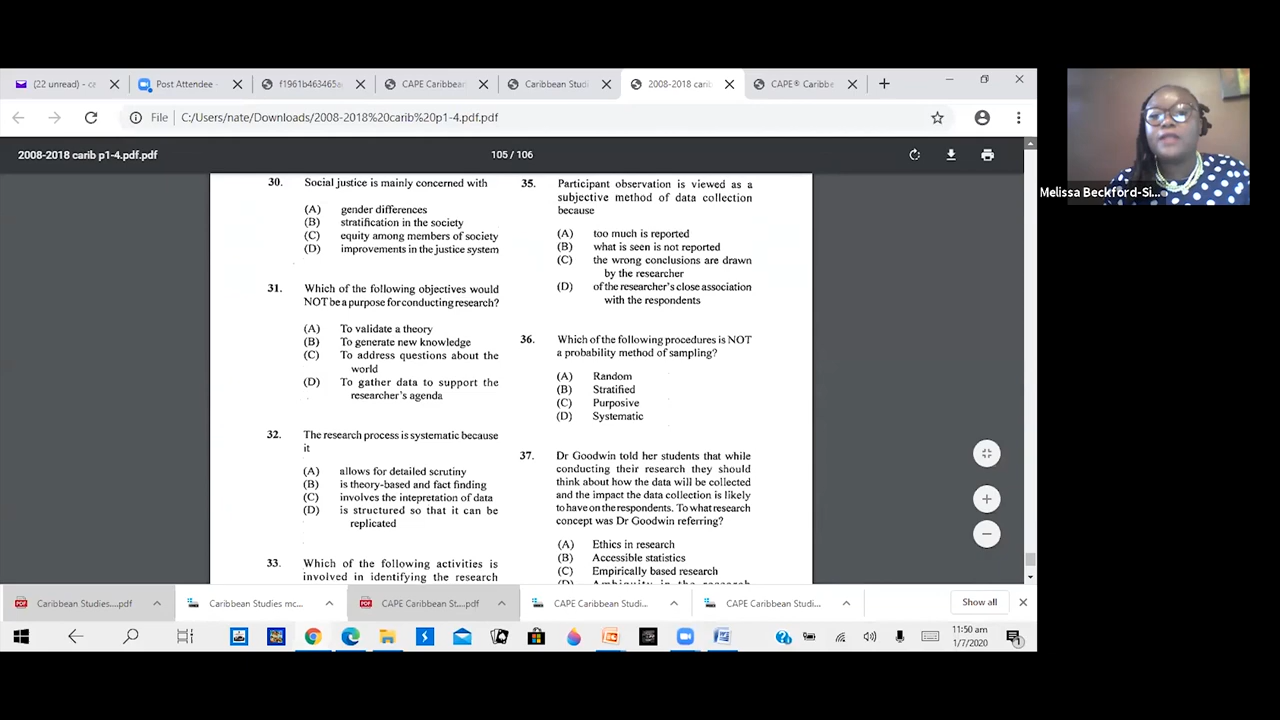 (22 unread) - ca
Post Attendee -
f1961b463465a
CAPE Caribbean
Caribbean Studi
2008-2018 carib
CAPE® Caribbe
File
C:/Users/nate/Downloads/2008-2018%20carib%20p1-4.pdf.pdf
2008-2018 carib p1-4.pdf.pdf
105 / 106
30. Social justice is mainly concerned with
(A) gender differences
(B) stratification in the society
(C) equity among members of society
(D) improvements in the justice system
31. Which of the following objectives would
NOT be a purpose for conducting research?
(A) To validate a theory
(B) To generate new knowledge
(C) To address questions about the
world
(D) To gather data to support the
researcher's agenda
32. The research process is systematic because
it
(A) allows for detailed scrutiny
(B) is theory-based and fact finding
(C) involves the intepretation of data
(D) is structured so that it can be
replicated
33. Which of the following activities is
involved in identifying the research
35. Participant observation is viewed as a
subjective method of data collection
because
(A) too much is reported
(B) what is seen is not reported
(C) the wrong conclusions are drawn
by the researcher
(D) of the researcher's close association
with the respondents
36. Which of the following procedures is NOT
a probability method of sampling?
(A) Random
(B) Stratified
(C) Purposive
(D) Systematic
37. Dr Goodwin told her students that while
conducting their research they should
think about how the data will be collected
and the impact the data collection is likely
to have on the respondents. To what research
concept was Dr Goodwin referring?
(A) Ethics in research
(B) Accessible statistics
(C) Empirically based research
(D) Ambiguity in the research
Melissa Beckford-Si...
Caribbean Studies....pdf
Caribbean Studies mc...
CAPE Caribbean St....pdf
CAPE Caribbean Studi...
CAPE Caribbean Studi...
Show all
11:50 am
1/7/2020